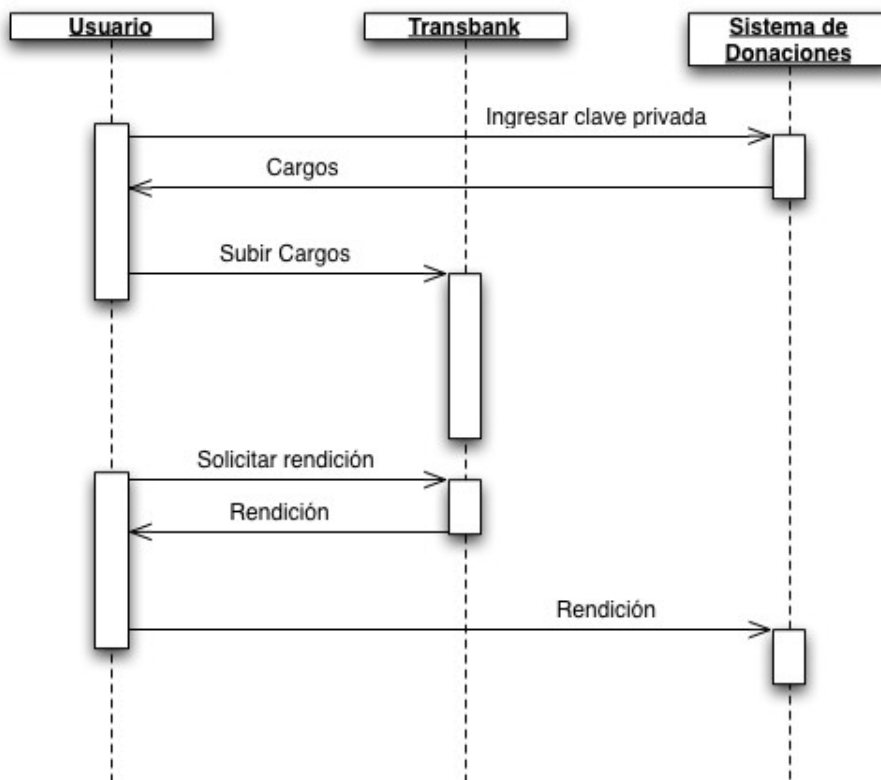 Usuario
Transbank
Sistema de
Donaciones
Ingresar clave privada
Cargos
Subir Cargos
Solicitar rendición
Rendición
Rendición